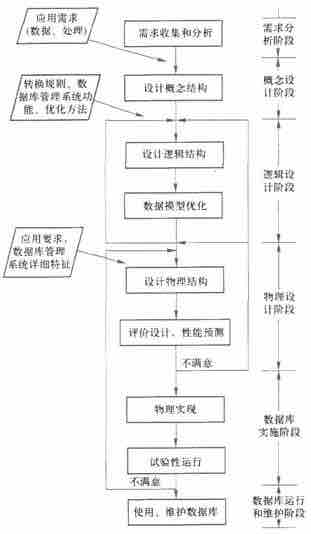 应用需求
(数据、处理)
需求收集和分析
需求分
析阶段
设计概念结构
概念设
计阶段
转换规则、数
据库管理系统功
能、优化方法
设计逻辑结构
数据模型优化
逻辑设
计阶段
应用要求,
数据库管理
系统详细特征
设计物理结构
评价设计、性能预测
物理设
计阶段
不满意
物理实现
试验性运行
数据库
实施阶段
不满意
使用、维护数据库
数据库运行
和维护阶段